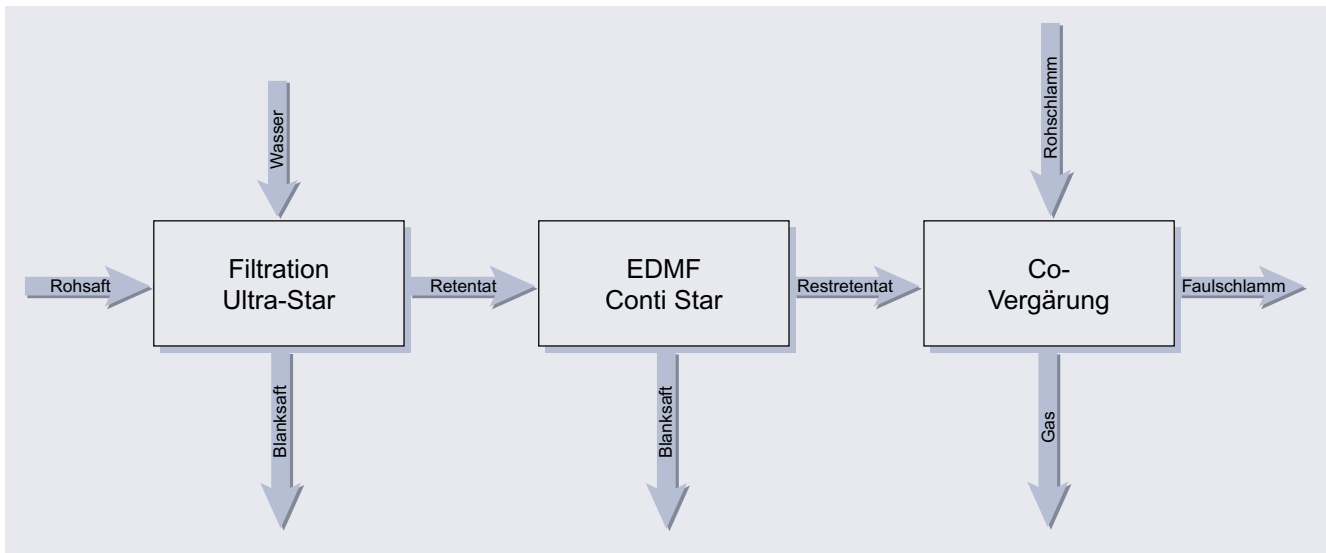 Rohschlamm
Wasser
Rohsaft
Filtration
Ultra-Star
Retentat
EDMF
Conti Star
Restretentat
Co-
Vergärung
Faulschlamm
Blanksaft
Blanksaft
Gas